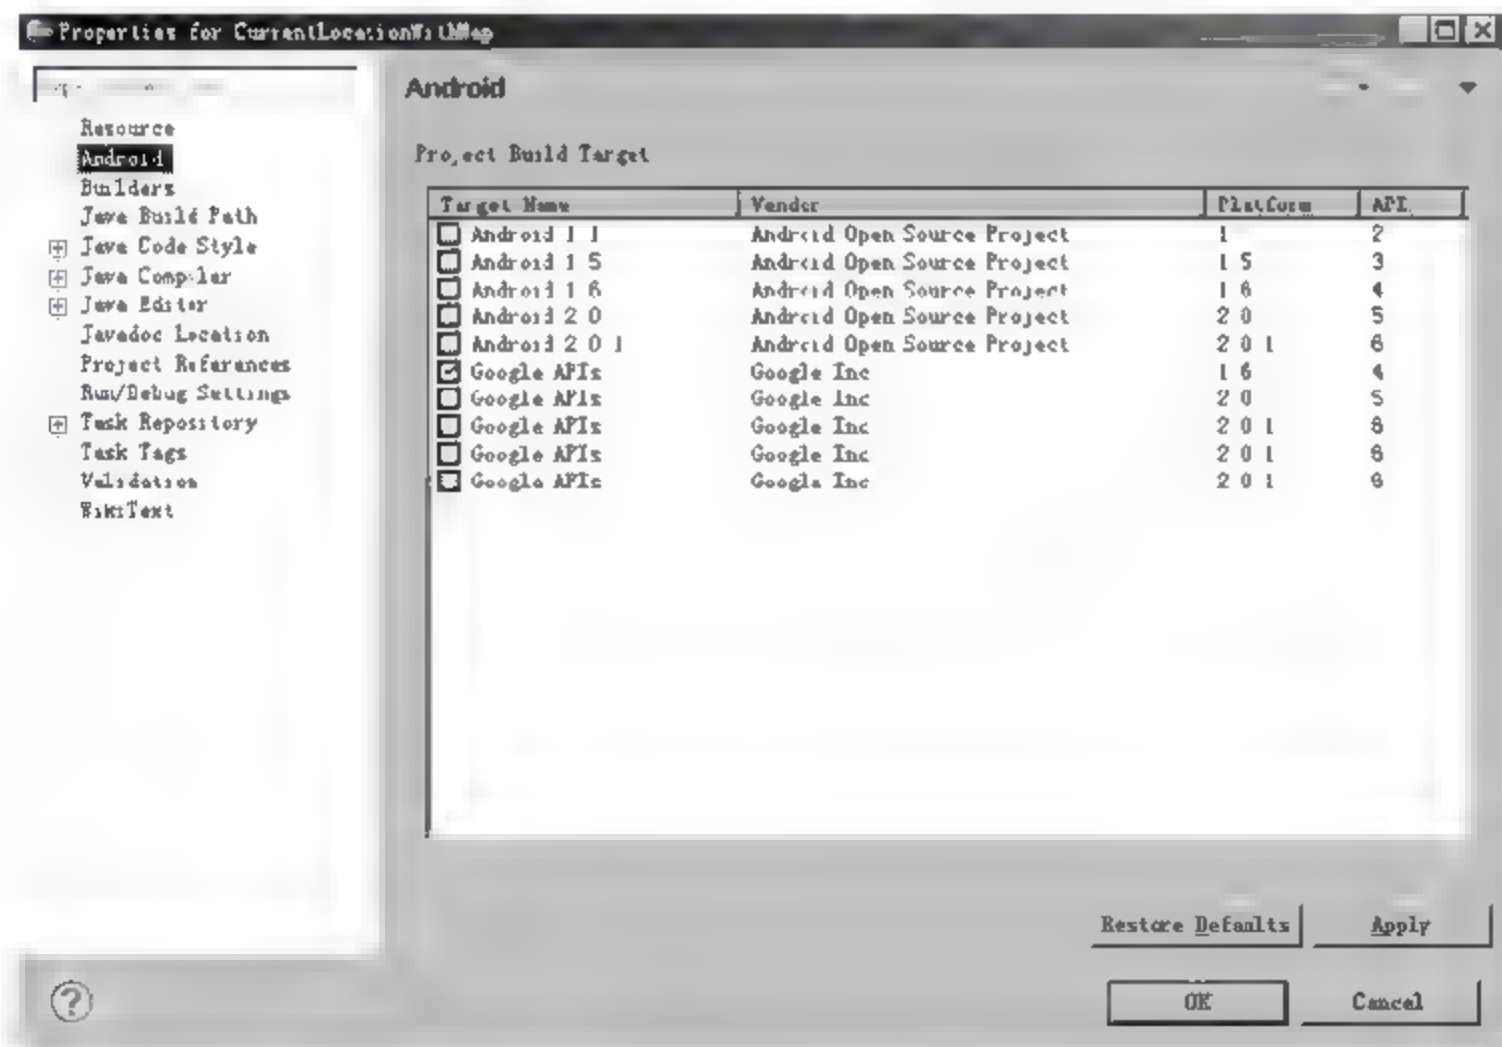 Properties for CurrentLocationWithMap
Android
Resource
Android
Builders
Java Build Path
Java Code Style
Java Compiler
Java Editor
Javadoc Location
Project References
Run/Debug Settings
Task Repository
Task Tags
Validation
WikiText
Project Build Target
Target Name Vendor Platform API
Android 1 1 Android Open Source Project 1 2
Android 1 5 Android Open Source Project 1 5 3
Android 1 6 Android Open Source Project 1 6 4
Android 2 0 Android Open Source Project 2 0 5
Android 2 0 1 Android Open Source Project 2 0 1 6
Google APIs Google Inc 1 6 4
Google APIs Google Inc 2 0 5
Google APIs Google Inc 2 0 1 6
Google APIs Google Inc 2 0 1 6
Google APIs Google Inc 2 0 1 6
Restore Defaults Apply
OK Cancel